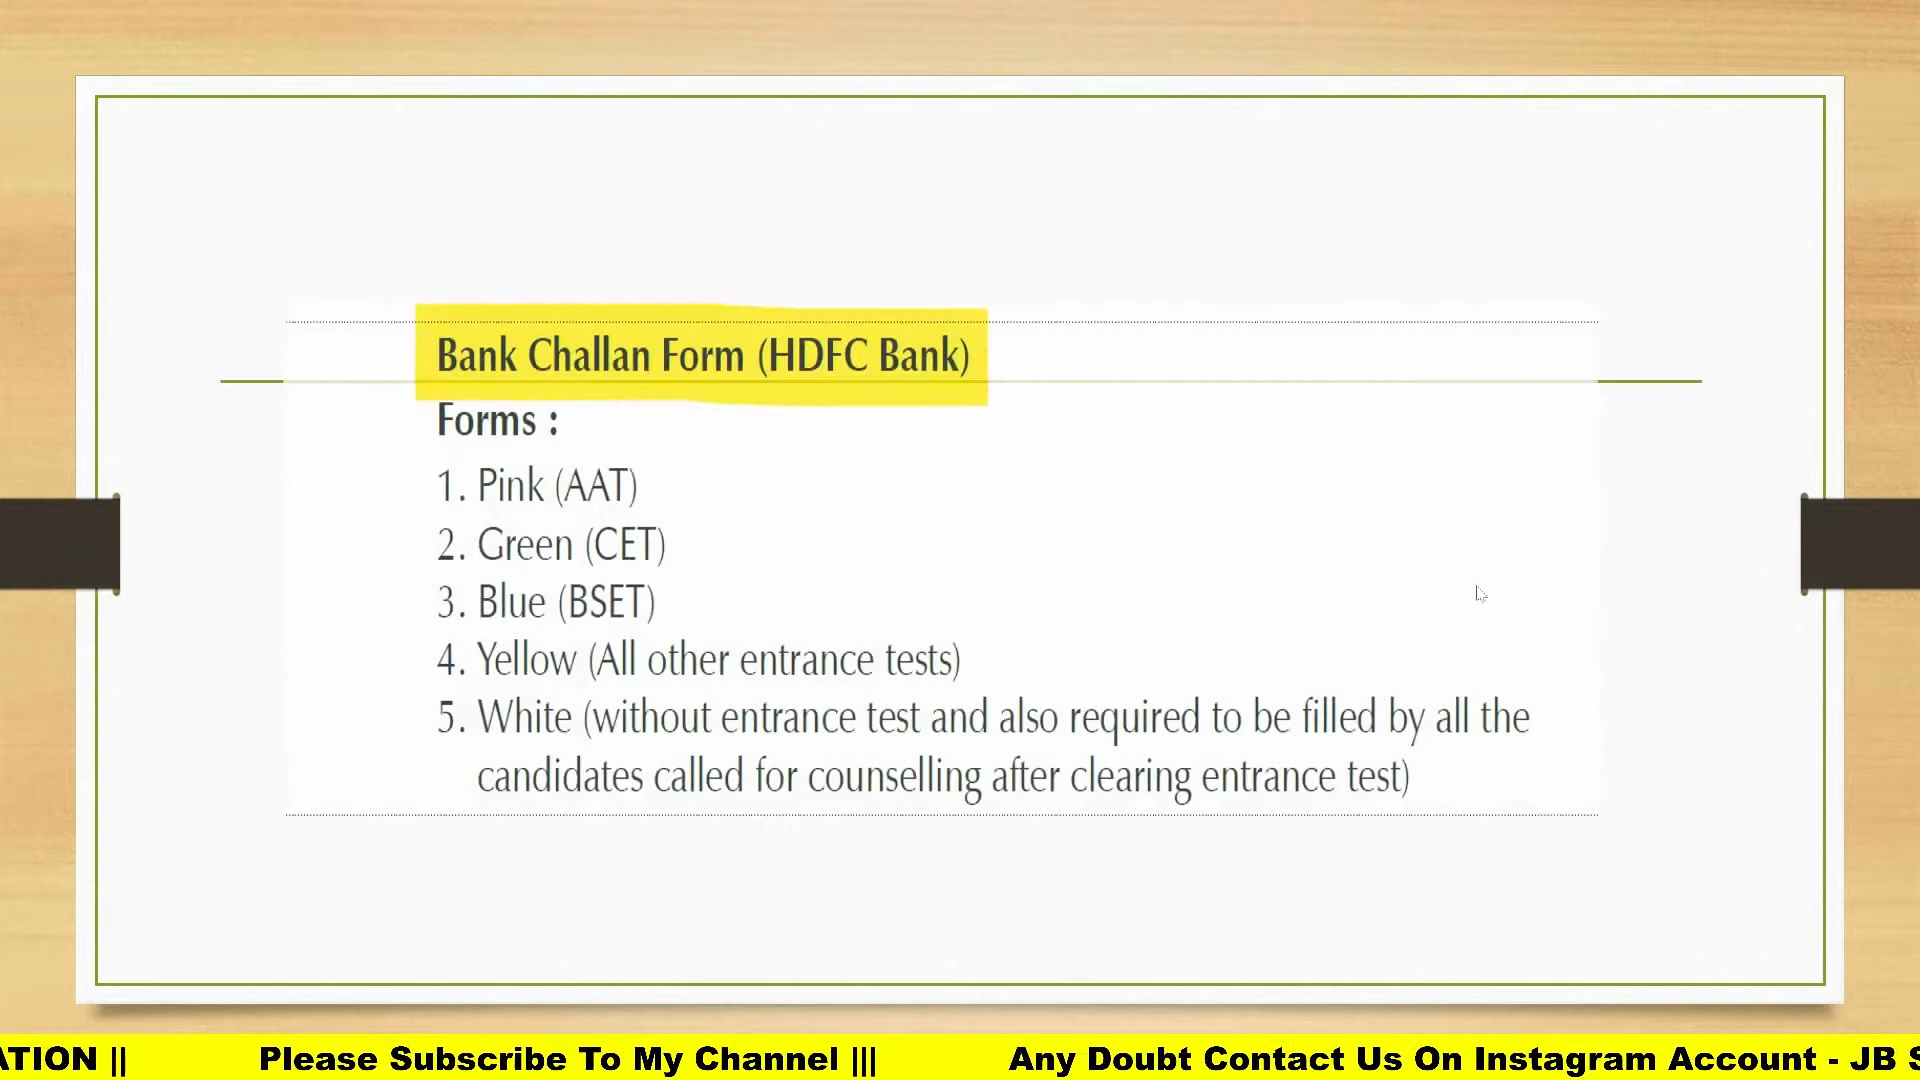 Bank Challan Form (HDFC Bank)
Forms :
1. Pink (AAT)
2. Green (CET)
3. Blue (BSET)
4. Yellow (All other entrance tests)
5. White (without entrance test and also required to be filled by all the
candidates called for counselling after clearing entrance test)
ATION || Please Subscribe To My Channel ||| Any Doubt Contact Us On Instagram Account - JB S